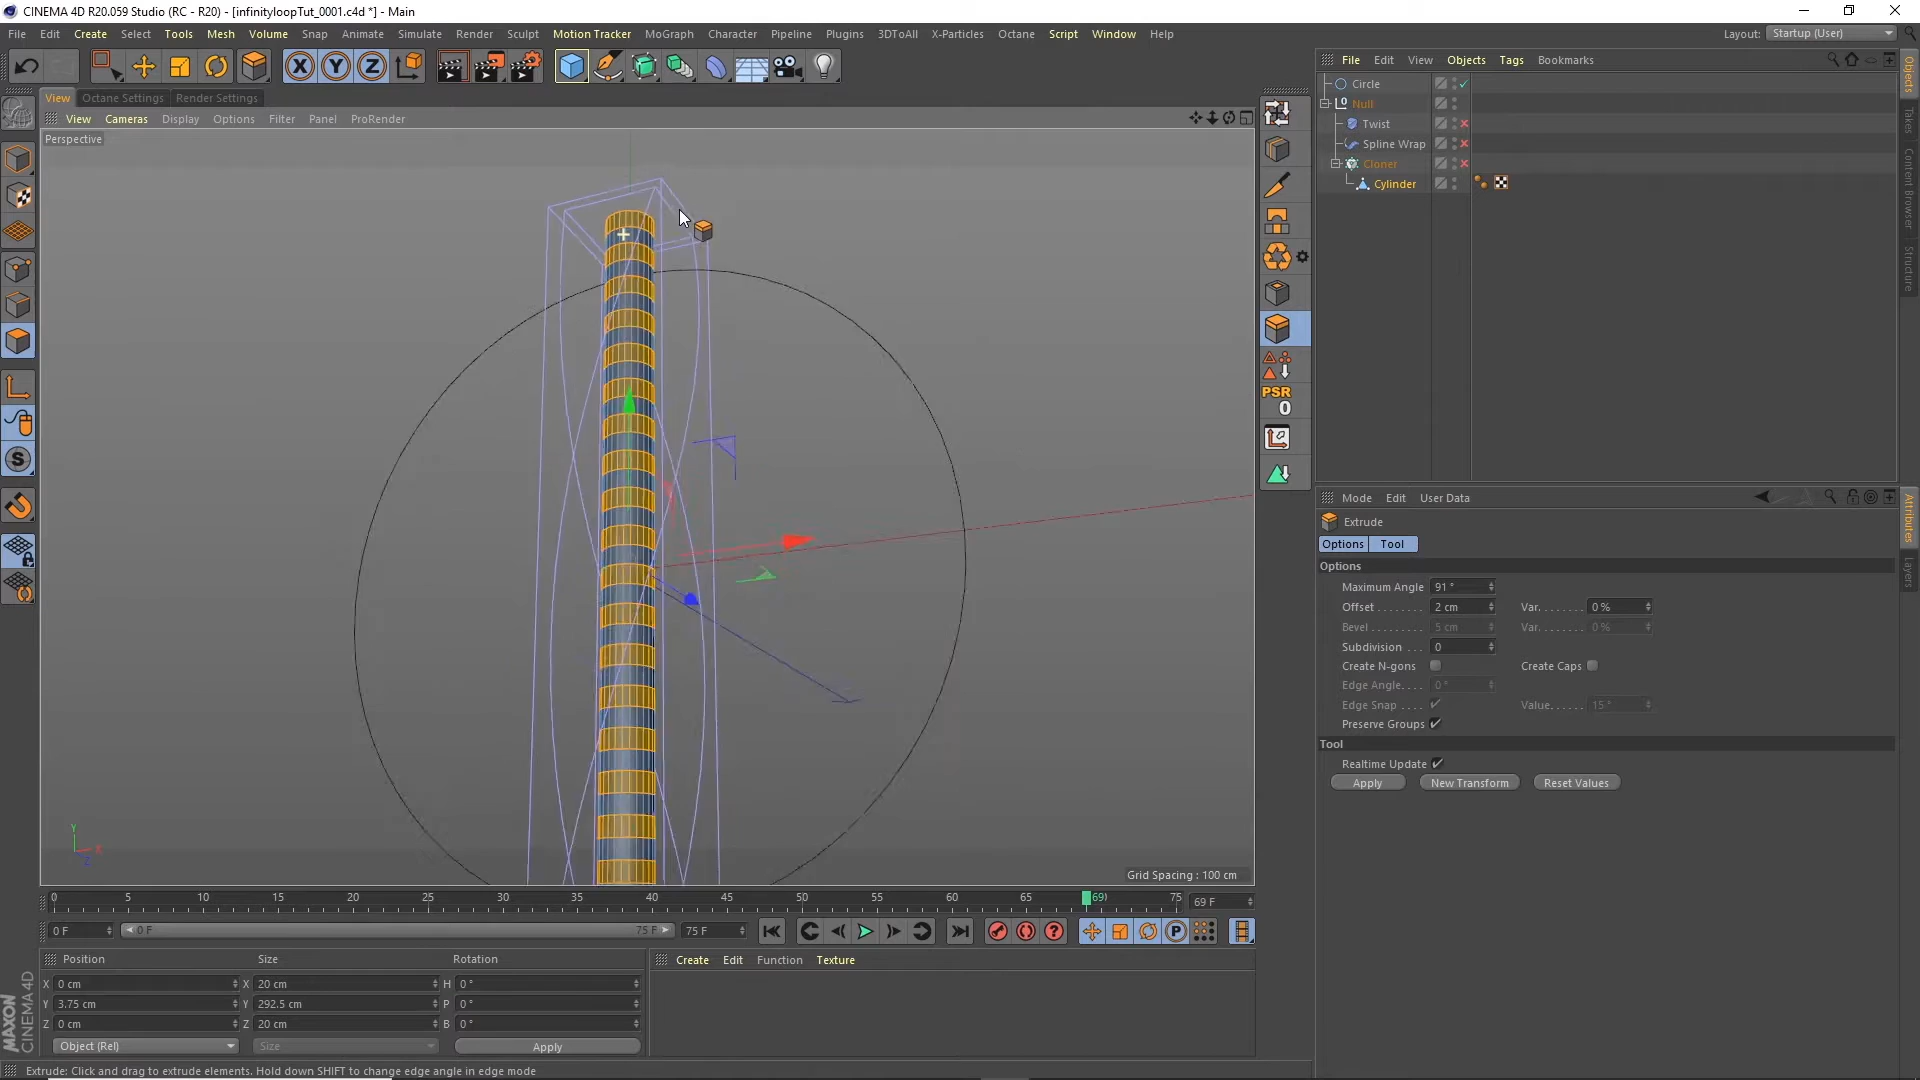 CINEMA 4D R20.059 Studio (RC - R20) - [infinityloopTut_0001.c4d *] - Main
File Edit Create Select Tools Mesh Volume Snap Animate Simulate Render Sculpt Motion Tracker MoGraph Character Pipeline Plugins 3DToAll X-Particles Octane Script Window Help Layout: Startup (User)
X Y Z
View Octane Settings Render Settings
View Cameras Display Options Filter Panel ProRender
Perspective
File Edit View Objects Tags Bookmarks
Circle
Null
Twist
Spline Wrap
Cloner
Cylinder
Objects
Takes
Content Browser
Structure
PSR
0
S
Mode Edit User Data
Extrude
Options Tool
Options
Maximum Angle 91 °
Offset 2 cm Var. 0 %
Bevel 5 cm Var. 0 %
Subdivision 0
Create N-gons Create Caps
Edge Angle 0 °
Edge Snap Value 15 °
Preserve Groups
Tool
Realtime Update
Apply New Transform Reset Values
Attributes
Layers
Y
X
Z
Grid Spacing : 100 cm
0 5 10 15 20 25 30 35 40 45 50 55 60 65 69 75 69 F
0 F 0 F 75 F 75 F
P
Position Size Rotation
X 0 cm X 20 cm H 0 °
Y 3.75 cm Y 292.5 cm P 0 °
Z 0 cm Z 20 cm B 0 °
Object (Rel) Size Apply
Create Edit Function Texture
MAXON
CINEMA 4D
Extrude: Click and drag to extrude elements. Hold down SHIFT to change edge angle in edge mode